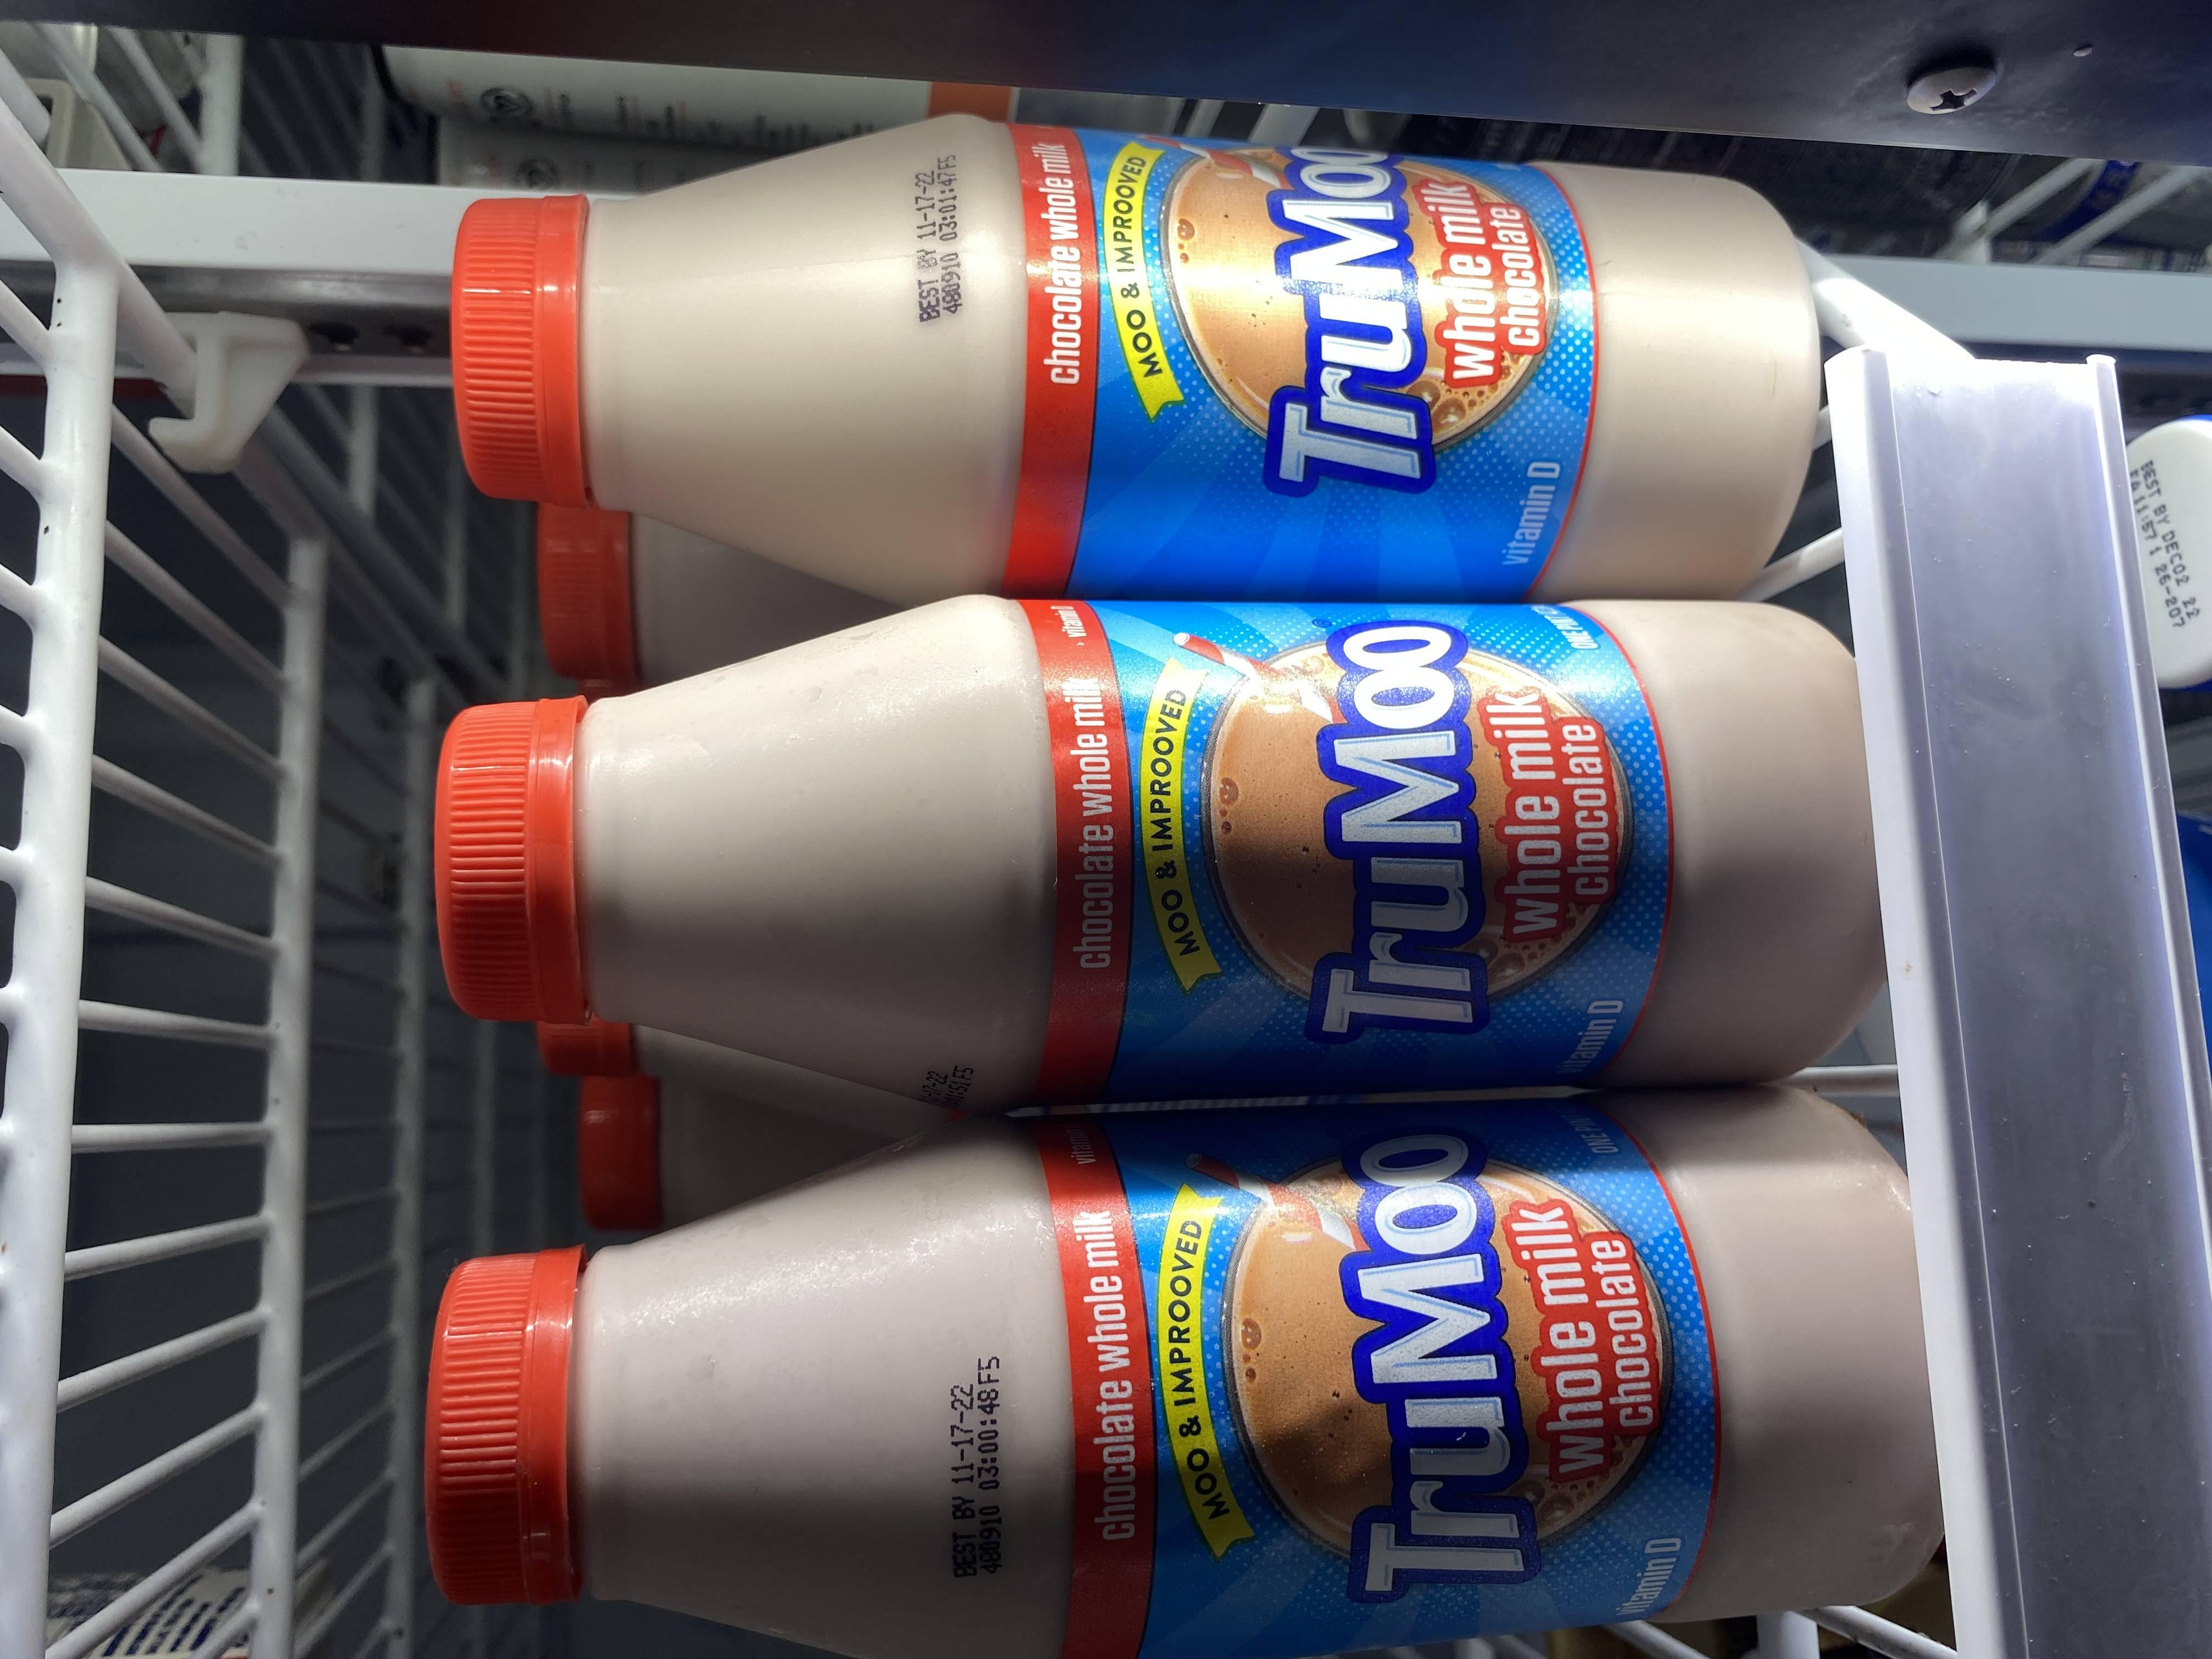 BEST BY 11-17-22
480910 03:01:47F5
chocolate whole milk
MOO & IMPROOVED
TruMoo
whole milk
chocolate
vitamin D
chocolate whole milk
vitamin D
MOO & IMPROOVED
TruMoo
whole milk
chocolate
vitamin D
BEST BY 11-17-22
480910 03:00:48F5
chocolate whole milk
MOO & IMPROOVED
TruMoo
whole milk
chocolate
vitamin D
BEST BY DEC02 22